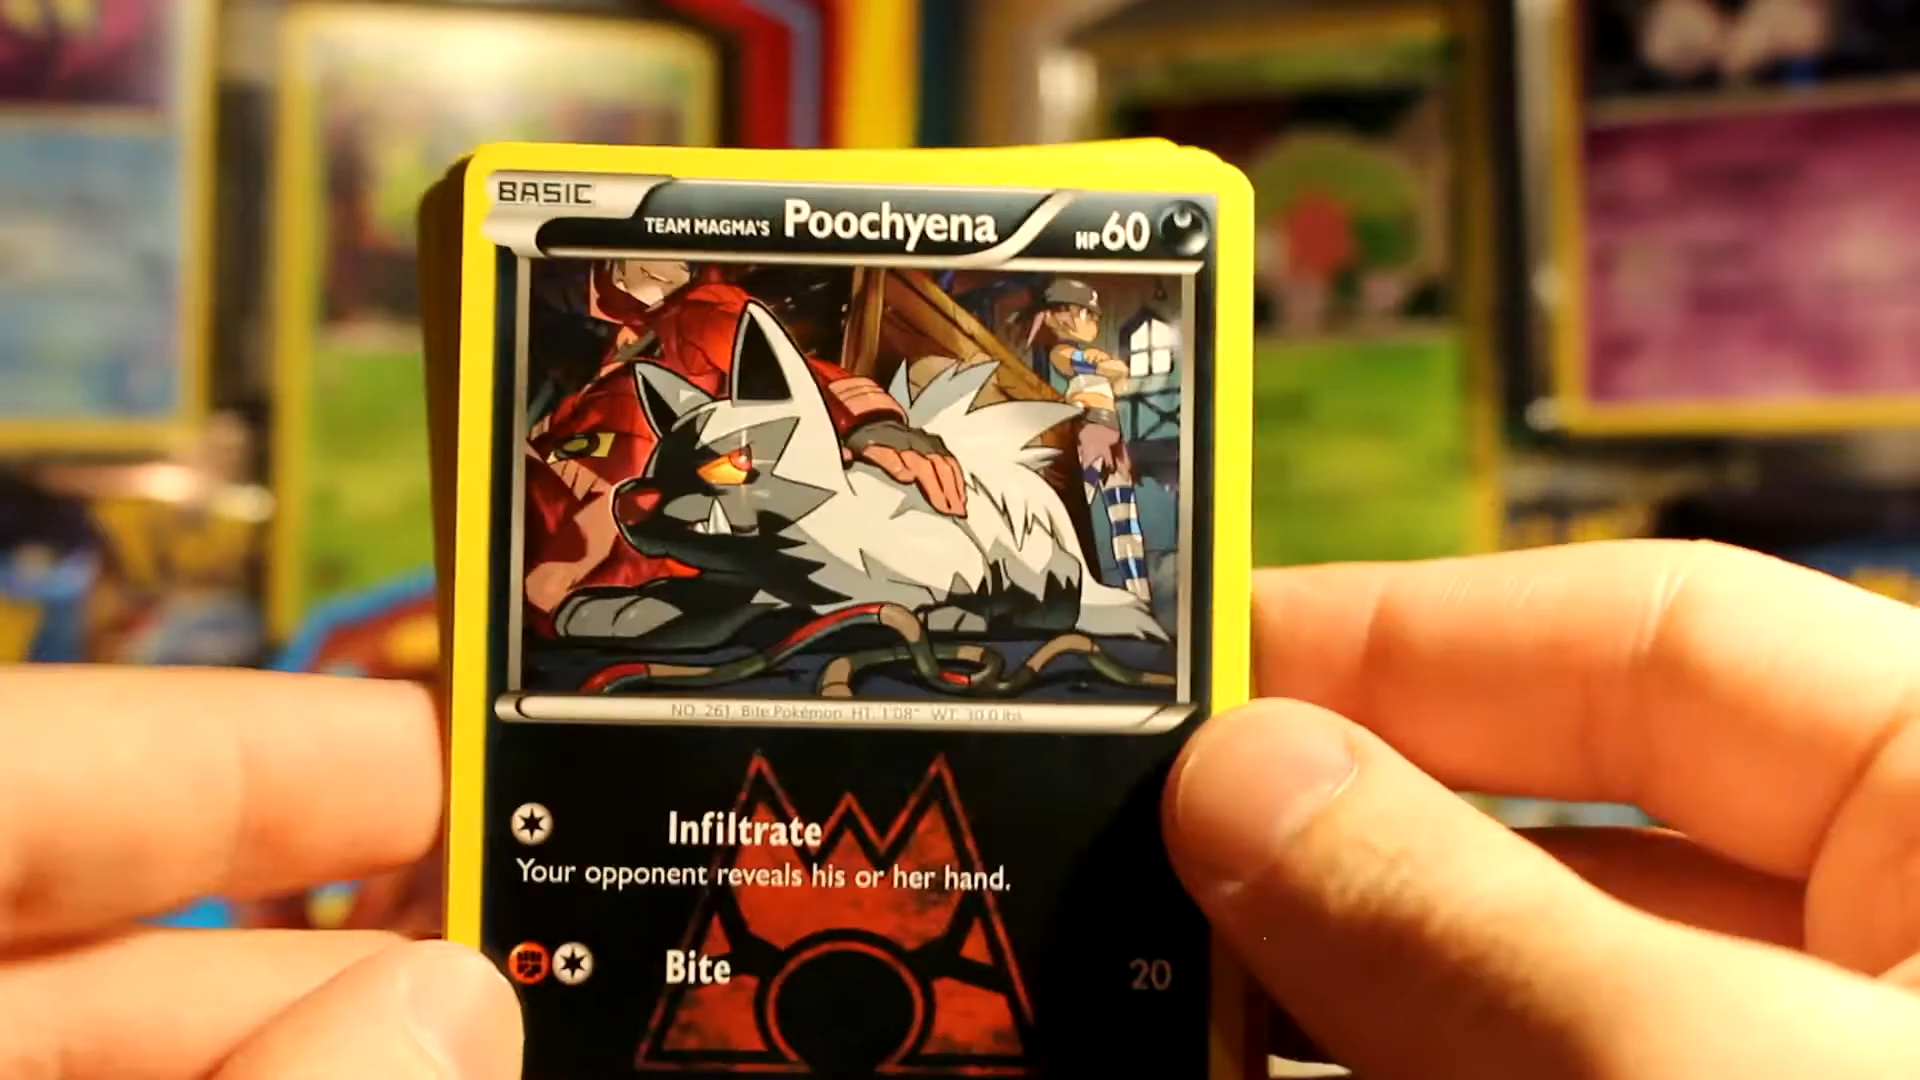 BASIC
TEAM MAGMA'S Poochyena HP60
NO. 261 Bite Pokémon HT. 1'08" WT. 30.0 lbs
Infiltrate
Your opponent reveals his or her hand.
Bite 20